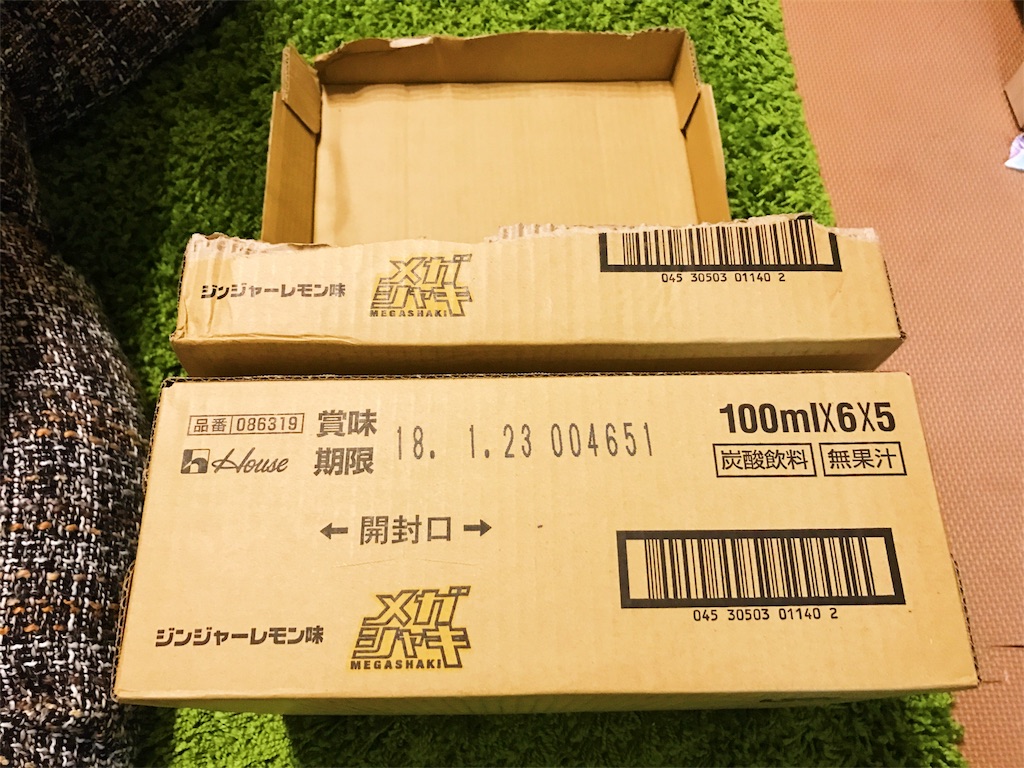 ジンジャーレモン味
メガ
シャキ
MEGASHAKI
045 30503 01140 2
品番 086319
賞味
期限
18. 1.23 004651
House
100mlX6X5
炭酸飲料 無果汁
← 開封口 →
ジンジャーレモン味
メガ
シャキ
MEGASHAKI
045 30503 01140 2